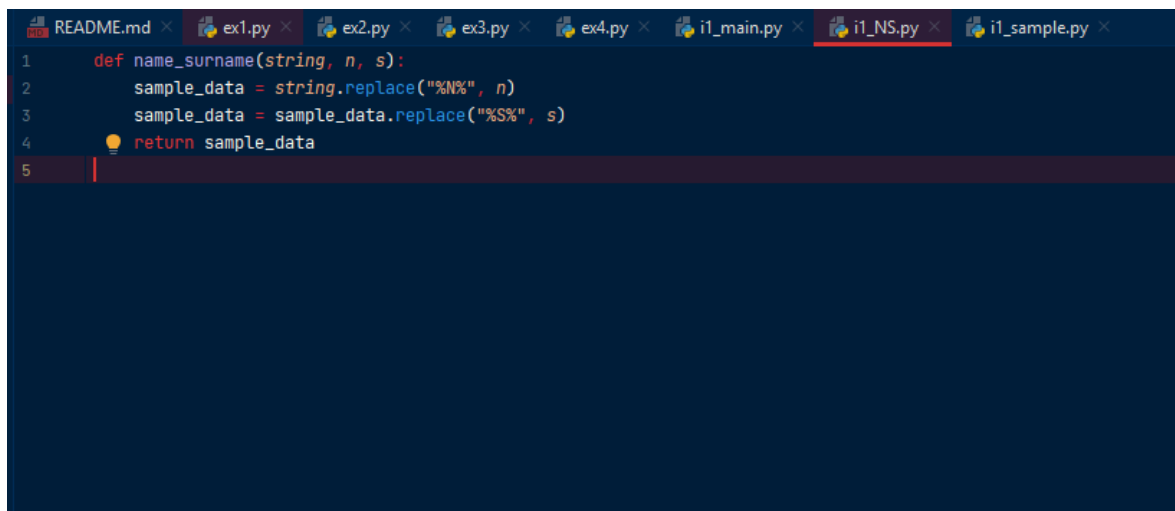 README.md ex1.py ex2.py ex3.py ex4.py i1_main.py i1_NS.py i1_sample.py
1 def name_surname(string, n, s):
2 sample_data = string.replace("%N%", n)
3 sample_data = sample_data.replace("%S%", s)
4 return sample_data
5